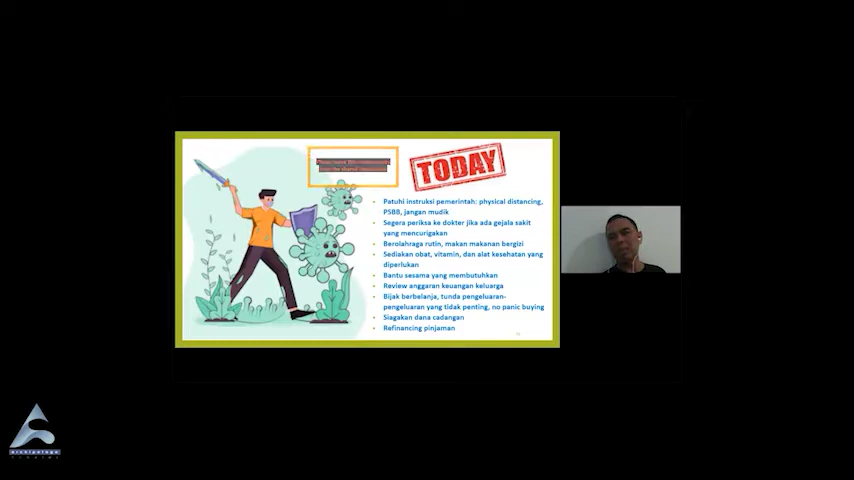 TODAY
Patuhi instruksi pemerintah: physical distancing,
PSBB, jangan mudik
Segera periksa ke dokter jika ada gejala sakit
yang mencurigakan
Berolahraga rutin, makan makanan bergizi
Sediakan obat, vitamin, dan alat kesehatan yang
diperlukan
Bantu sesama yang membutuhkan
Review anggaran keuangan keluarga
Bijak berbelanja, tunda pengeluaran-
pengeluaran yang tidak penting, no panic buying
Siagakan dana cadangan
Refinancing pinjaman
archipelago